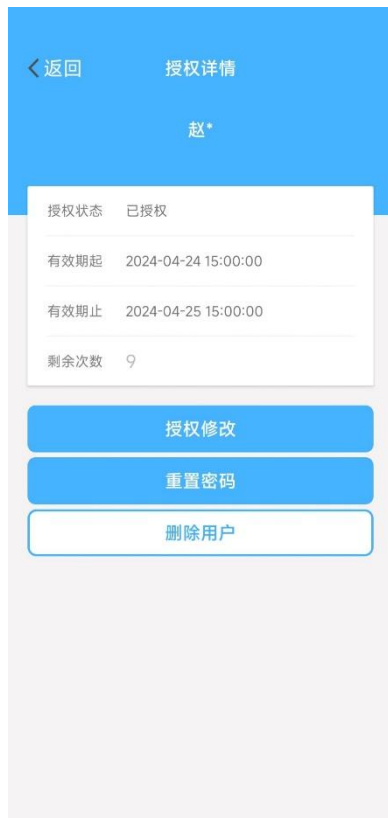 返回 授权详情
赵*
授权状态 已授权
有效期起 2024-04-24 15:00:00
有效期止 2024-04-25 15:00:00
剩余次数 9
授权修改
重置密码
删除用户